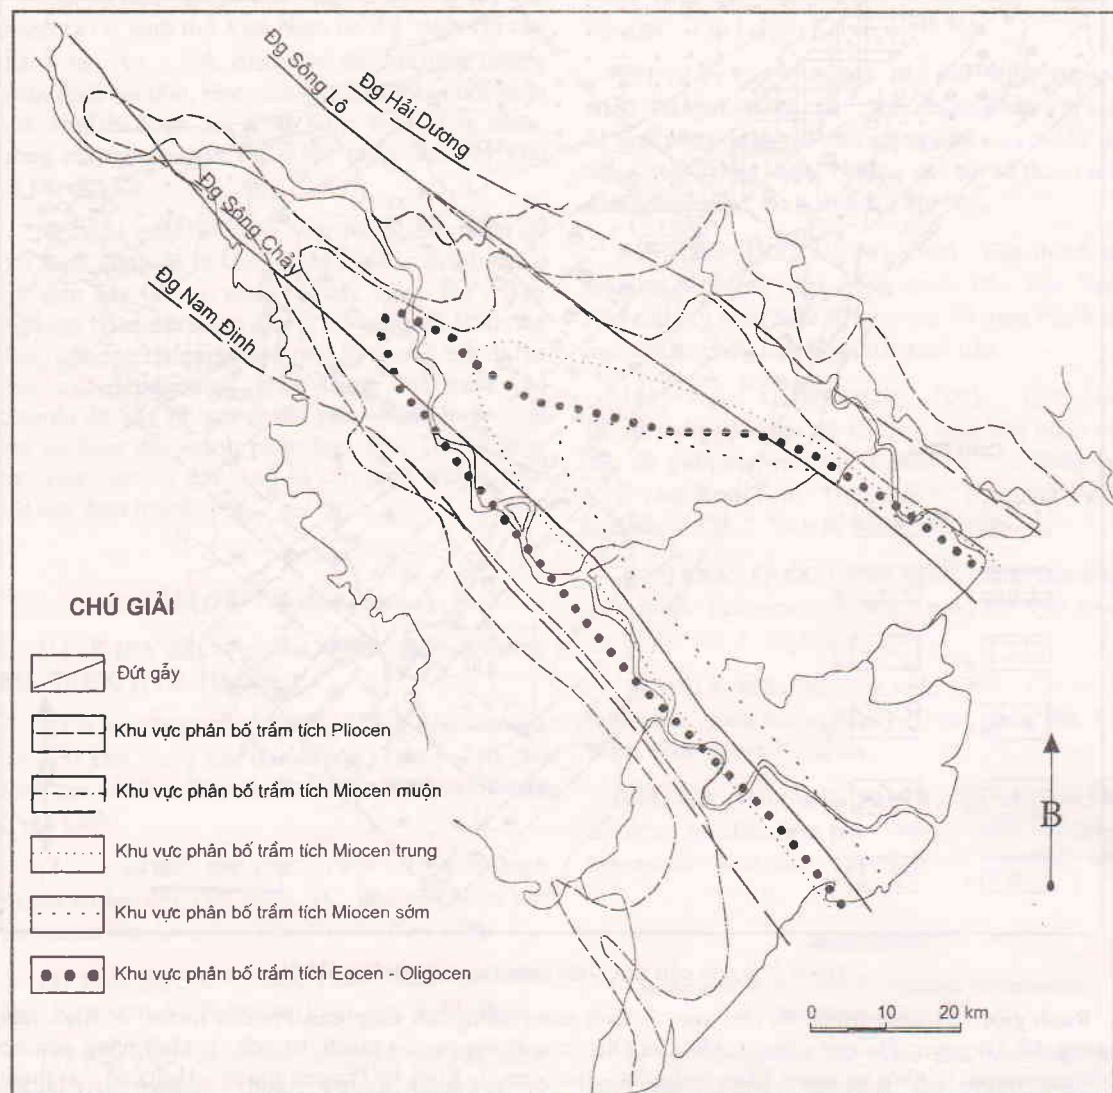 Đg Sông Lô
Đg Hải Dương
Đg Sông Chảy
Đg Nam Định
CHÚ GIẢI
Đứt gẫy
Khu vực phân bố trầm tích Pliocen
Khu vực phân bố trầm tích Miocen muộn
Khu vực phân bố trầm tích Miocen trung
Khu vực phân bố trầm tích Miocen sớm
Khu vực phân bố trầm tích Eocen - Oligocen
B
0 10 20 km